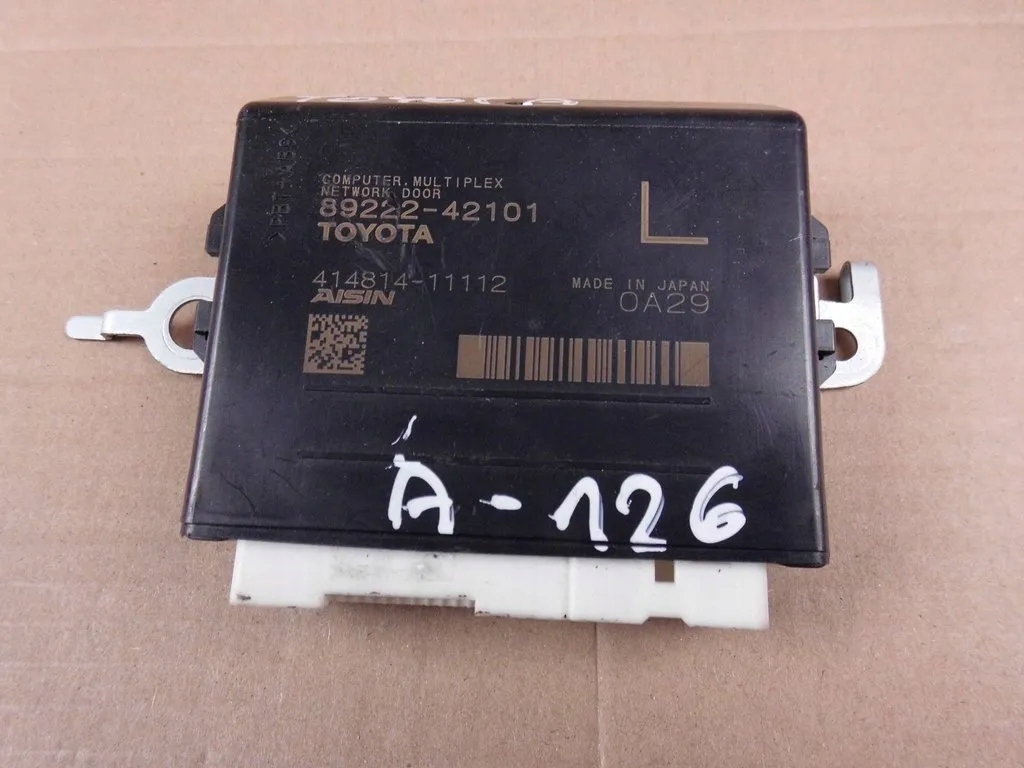 COMPUTER, MULTIPLEX
NETWORK DOOR
89222-42101
TOYOTA
L
414814-11112
AISIN
MADE IN JAPAN
0A29
A-126